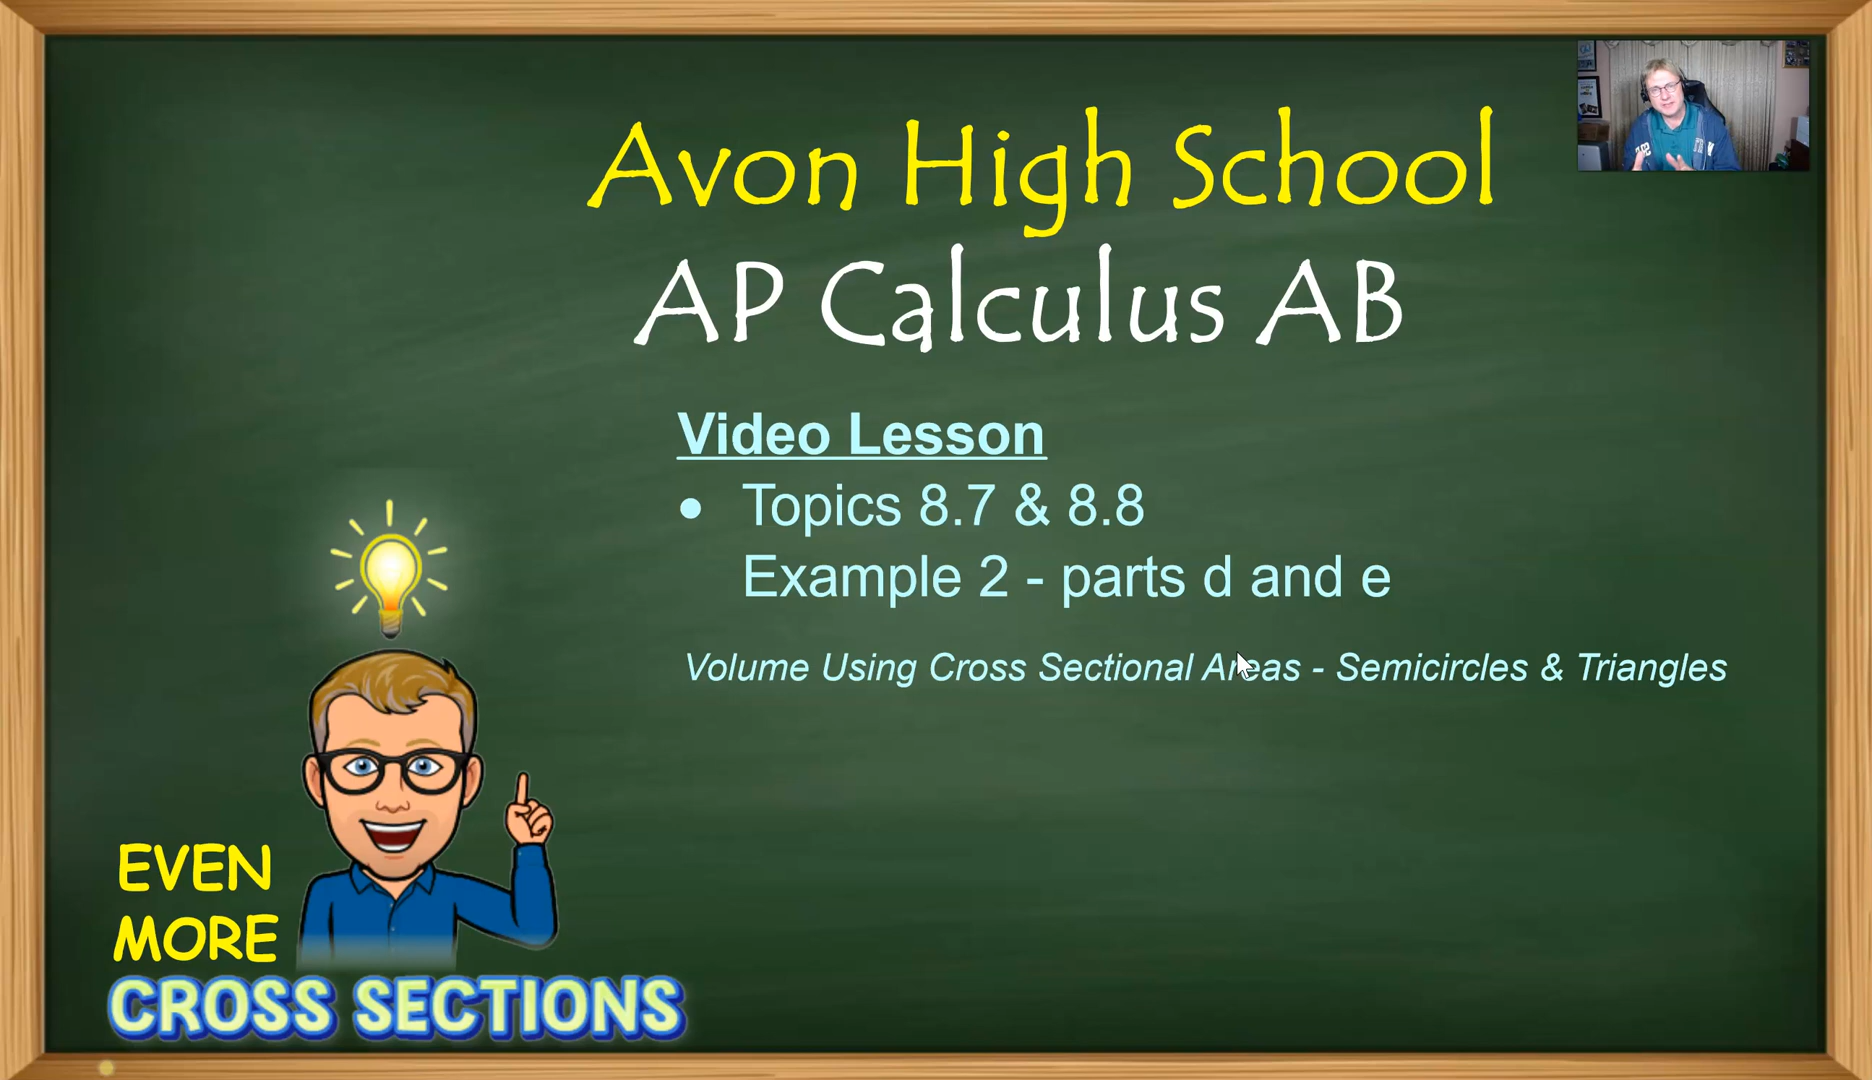 Avon High School
AP Calculus AB
Video Lesson
• Topics 8.7 & 8.8
Example 2 - parts d and e
Volume Using Cross Sectional Areas - Semicircles & Triangles
EVEN
MORE
CROSS SECTIONS